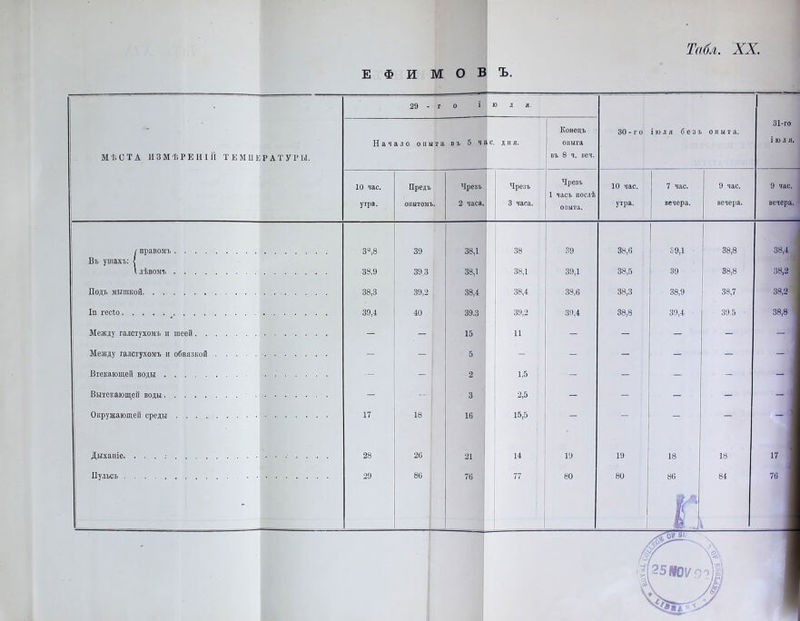 Табл. XX.
ЕФИМОВЪ.
МѢСТА ИЗМѢРЕНІЙ ТЕМПЕРАТУРЫ.
29-го іюля.
30-го іюля безъ опыта.
31-го іюля.
Начало опыта въ 5 час. дня.
Конецъ опыта въ 8 ч. веч.
10 час. утра. Предъ опытомъ. Чрезъ 2 часа. Чрезъ 3 часа. Чрезъ 1 часъ послѣ опыта. 10 час. утра. 7 час. вечера. 9 час. вечера. 9 час. вечера.
Въ ушахъ:
правомъ 39 38,1 38 39 38,6 39,1 38,8 38,4
лѣвомъ 38.9 39.3 38,1 38,1 39,1 38,5 39 38,8 38,2
Подъ мышкой 38,3 39,2 38,4 38,4 38,6 38,3 38,9 38,7 38,2
In recto 39,4 40 39.3 39,2 39,4 38,8 39,4 39.5 38,8
Между галстухомъ и шеей — — 15 11 — — — — —
Между галстухомъ и обвязкой — — 5 — — — — — —
Втекающей воды — — 2 1,5 — — — — —
Вытекающей воды — — 3 2,5 — — — — —
Окружающей среды 17 18 16 15,5 — — — — —
Дыханіе 28 26 21 14 19 19 18 18 17
Пульсъ 29 86 76 77 80 80 86 84 76
25 NOV 92
LIBRARY